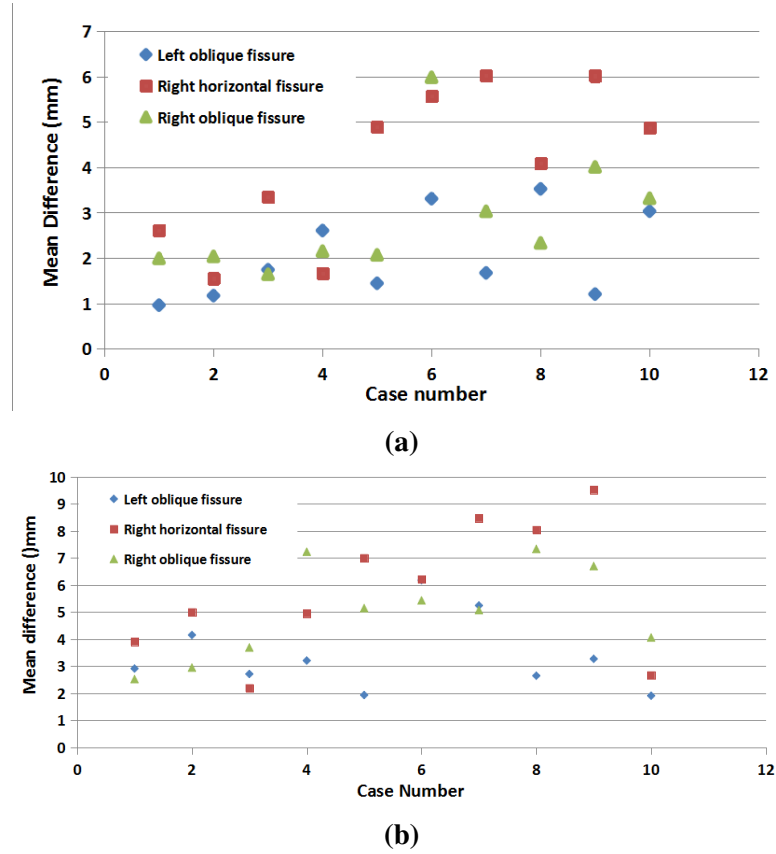 7
6
5
4
3
2
1
0
Mean Difference (mm)
Left oblique fissure
Right horizontal fissure
Right oblique fissure
0 2 4 6 8 10 12
Case number
(a)
10
9
8
7
6
5
4
3
2
1
0
Mean difference ()mm
Left oblique fissure
Right horizontal fissure
Right oblique fissure
0 2 4 6 8 10 12
Case Number
(b)